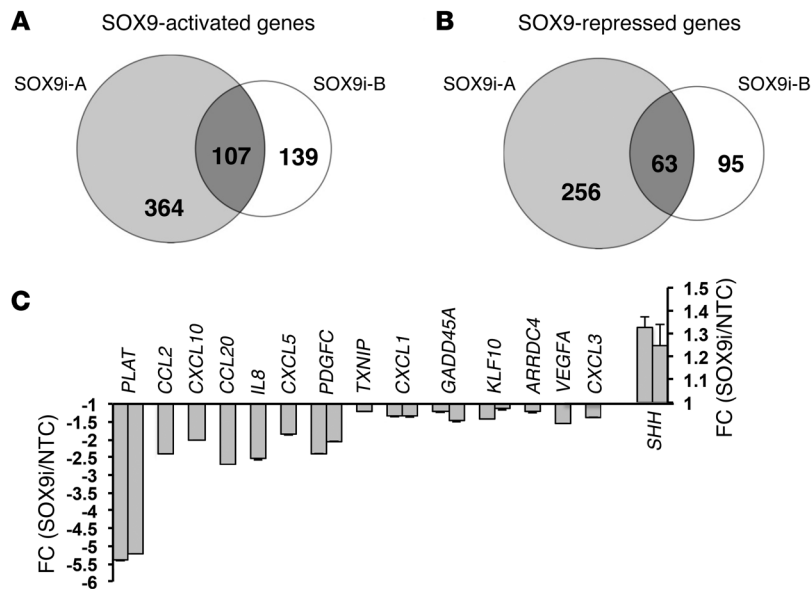 A
SOX9-activated genes
SOX9i-A
SOX9i-B
107
139
364
B
SOX9-repressed genes
SOX9i-A
SOX9i-B
63
95
256
C
PLAT
CCL2
CXCL10
CCL20
IL8
CXCL5
PDGFC
TXNIP
CXCL1
GADD45A
KLF10
ARRDC4
VEGFA
CXCL3
FC (SOX9i/NTC)
-1
-1.5
-2
-2.5
-3
-3.5
-4
-4.5
-5
-5.5
-6
1.5
1.4
1.3
1.2
1.1
1
FC (SOX9i/NTC)
SHH